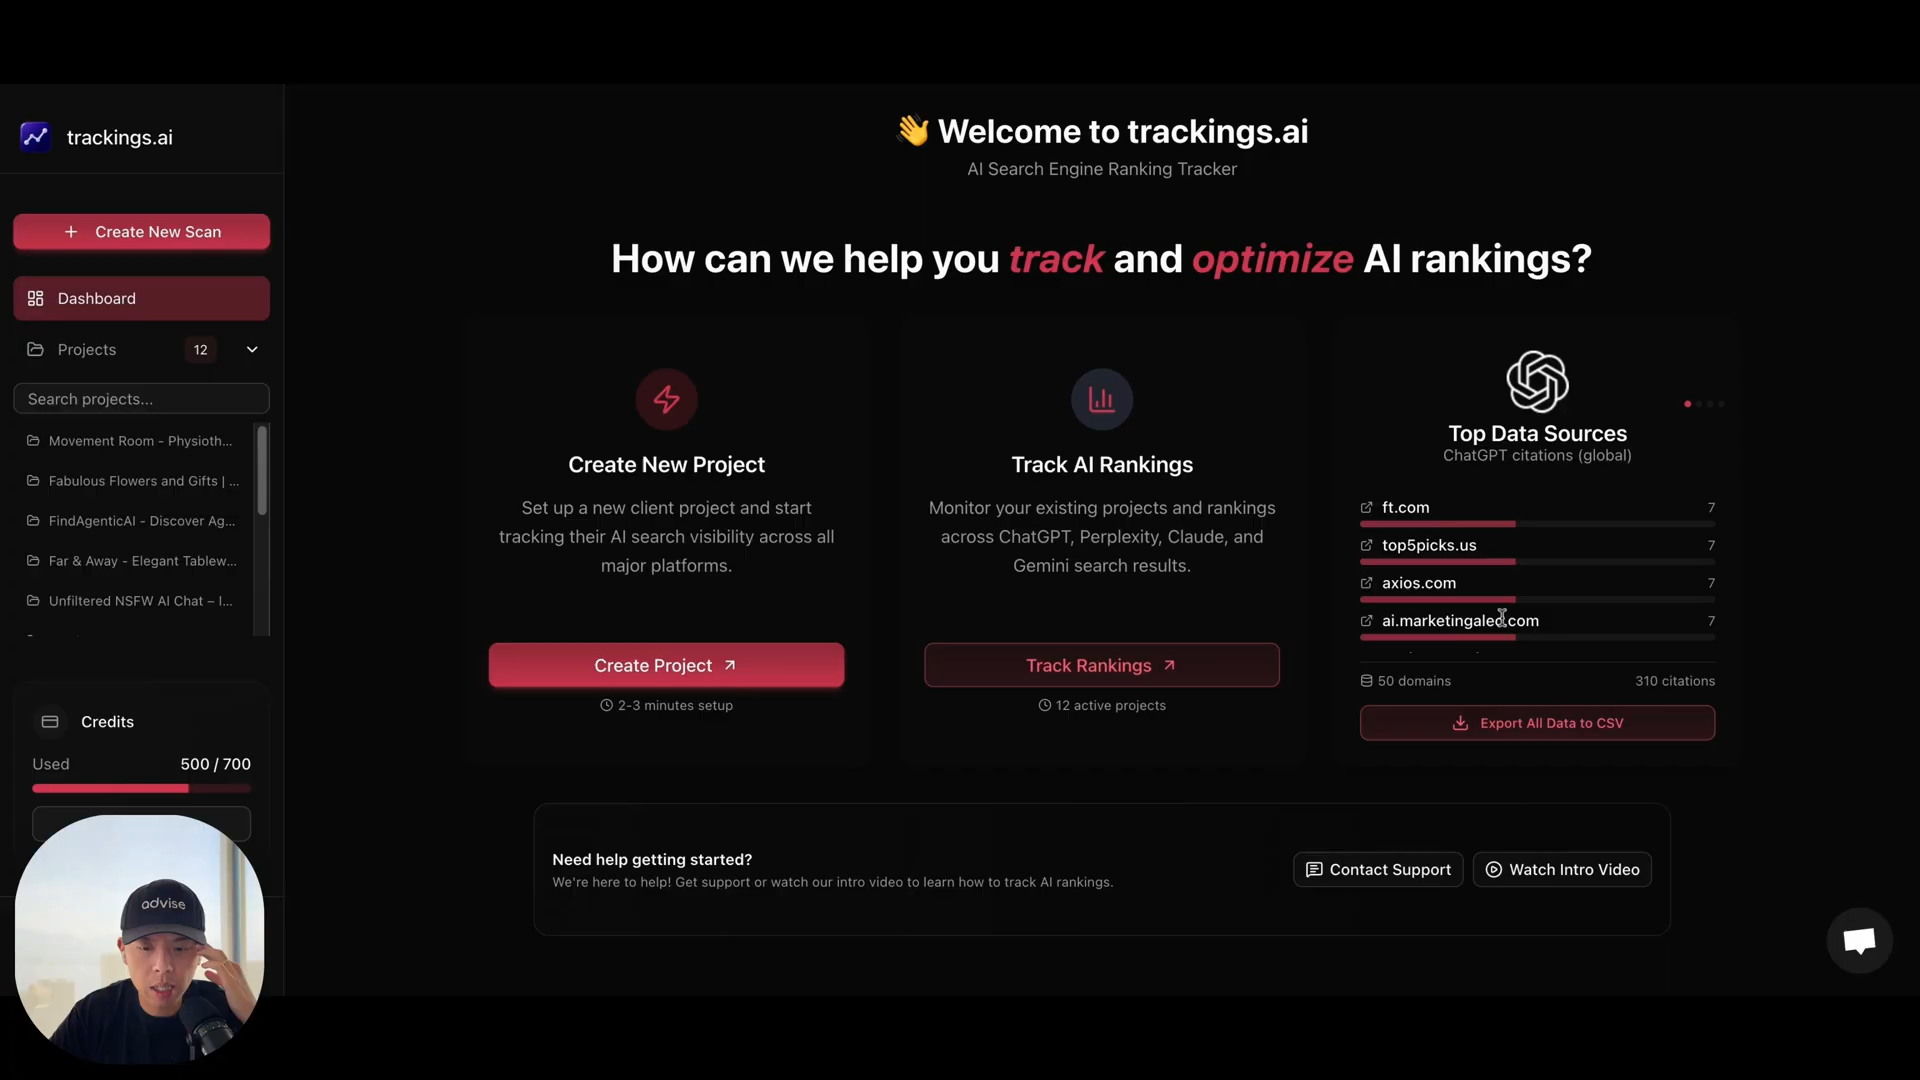 trackings.ai
Create New Scan
Dashboard
Projects 12
Search projects...
Movement Room - Physioth...
Fabulous Flowers and Gifts | ...
FindAgenticAI - Discover Ag...
Far & Away - Elegant Tablew...
Unfiltered NSFW AI Chat – I...
Credits
Used 500 / 700
advise
👋 Welcome to trackings.ai
AI Search Engine Ranking Tracker
How can we help you track and optimize AI rankings?
Create New Project
Set up a new client project and start
tracking their AI search visibility across all
major platforms.
Create Project
2-3 minutes setup
Track AI Rankings
Monitor your existing projects and rankings
across ChatGPT, Perplexity, Claude, and
Gemini search results.
Track Rankings
12 active projects
Top Data Sources
ChatGPT citations (global)
ft.com 7
top5picks.us 7
axios.com 7
7
50 domains 310 citations
Export All Data to CSV
Need help getting started?
We're here to help! Get support or watch our intro video to learn how to track AI rankings.
Contact Support
Watch Intro Video